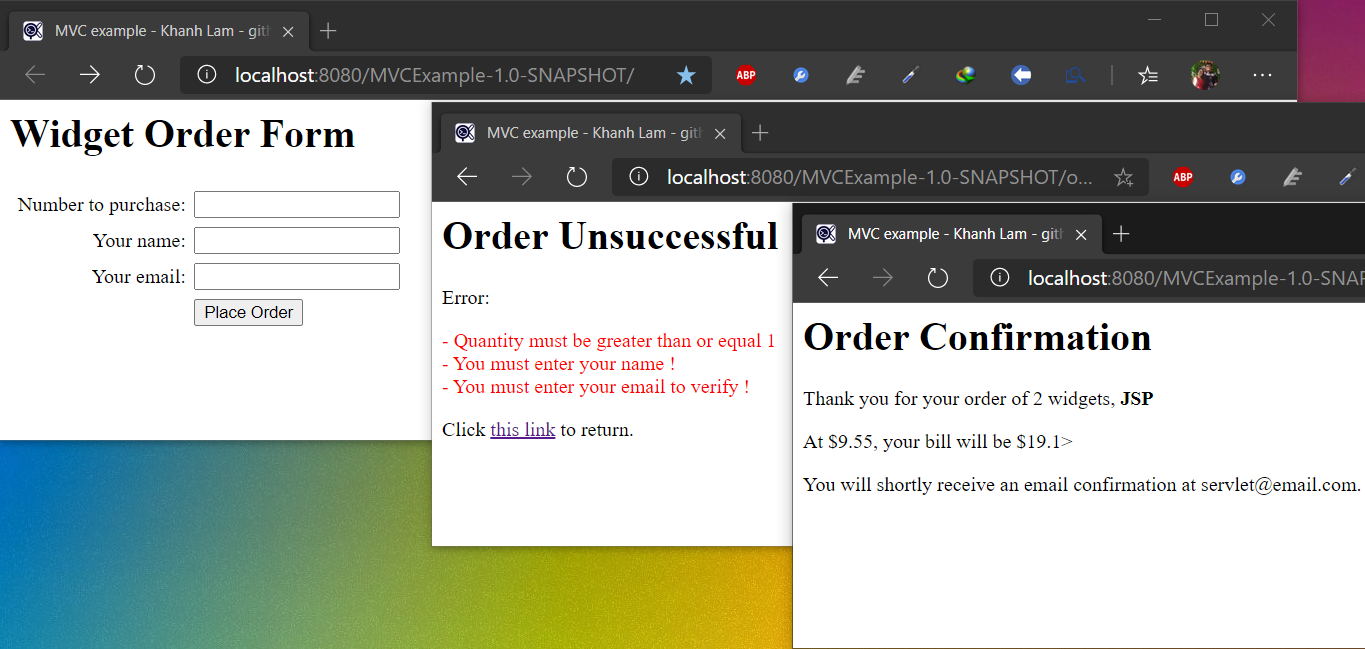 MVC example - Khanh Lam - gith
localhost:8080/MVCExample-1.0-SNAPSHOT/
ABP
Widget Order Form
Number to purchase:
Your name:
Your email:
Place Order
MVC example - Khanh Lam - gith
localhost:8080/MVCExample-1.0-SNAPSHOT/o...
ABP
Order Unsuccessful
Error:
- Quantity must be greater than or equal 1
- You must enter your name !
- You must enter your email to verify !
Click this link to return.
MVC example - Khanh Lam - gith
localhost:8080/MVCExample-1.0-SNAP
Order Confirmation
Thank you for your order of 2 widgets, JSP
At $9.55, your bill will be $19.1>
You will shortly receive an email confirmation at servlet@email.com.